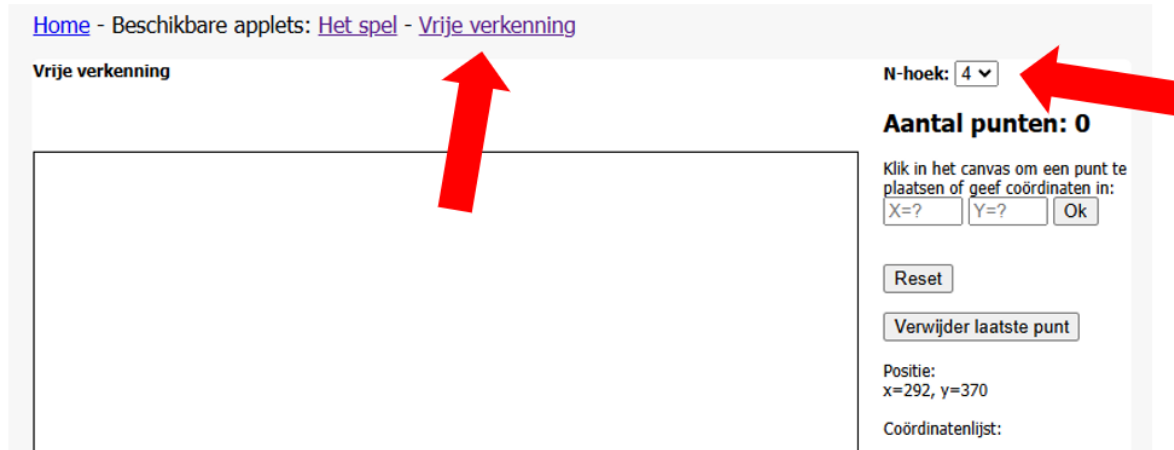 Home - Beschikbare applets: Het spel - Vrije verkenning
Vrije verkenning
N-hoek: 4
Aantal punten: 0
Klik in het canvas om een punt te
plaatsen of geef coördinaten in:
X=? Y=? Ok
Reset
Verwijder laatste punt
Positie:
x=292, y=370
Coördinatenlijst: